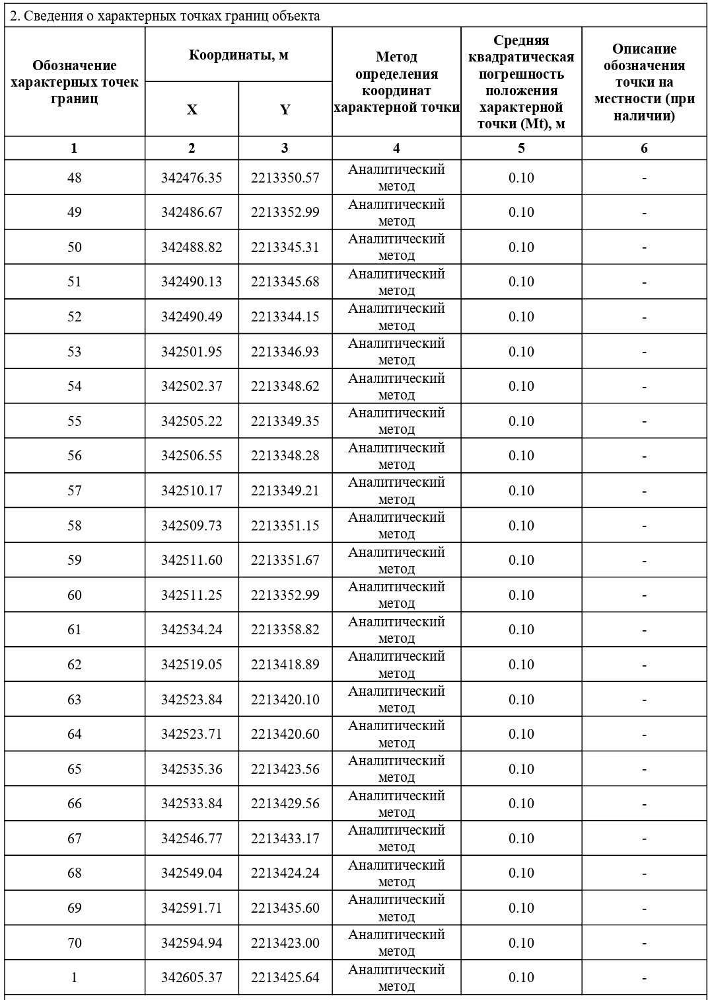 2. Сведения о характерных точках границ объекта
Обозначение характерных точек границ
Координаты, м
Метод определения координат характерной точки
Средняя квадратическая погрешность положения характерной точки (Mt), м
Описание обозначения точки на местности (при наличии)
X Y
1 2 3 4 5 6
48 342476.35 2213350.57 Аналитический метод 0.10 -
49 342486.67 2213352.99 Аналитический метод 0.10 -
50 342488.82 2213345.31 Аналитический метод 0.10 -
51 342490.13 2213345.68 Аналитический метод 0.10 -
52 342490.49 2213344.15 Аналитический метод 0.10 -
53 342501.95 2213346.93 Аналитический метод 0.10 -
54 342502.37 2213348.62 Аналитический метод 0.10 -
55 342505.22 2213349.35 Аналитический метод 0.10 -
56 342506.55 2213348.28 Аналитический метод 0.10 -
57 342510.17 2213349.21 Аналитический метод 0.10 -
58 342509.73 2213351.15 Аналитический метод 0.10 -
59 342511.60 2213351.67 Аналитический метод 0.10 -
60 342511.25 2213352.99 Аналитический метод 0.10 -
61 342534.24 2213358.82 Аналитический метод 0.10 -
62 342519.05 2213418.89 Аналитический метод 0.10 -
63 342523.84 2213420.10 Аналитический метод 0.10 -
64 342523.71 2213420.60 Аналитический метод 0.10 -
65 342535.36 2213423.56 Аналитический метод 0.10 -
66 342533.84 2213429.56 Аналитический метод 0.10 -
67 342546.77 2213433.17 Аналитический метод 0.10 -
68 342549.04 2213424.24 Аналитический метод 0.10 -
69 342591.71 2213435.60 Аналитический метод 0.10 -
70 342594.94 2213423.00 Аналитический метод 0.10 -
1 342605.37 2213425.64 Аналитический метод 0.10 -